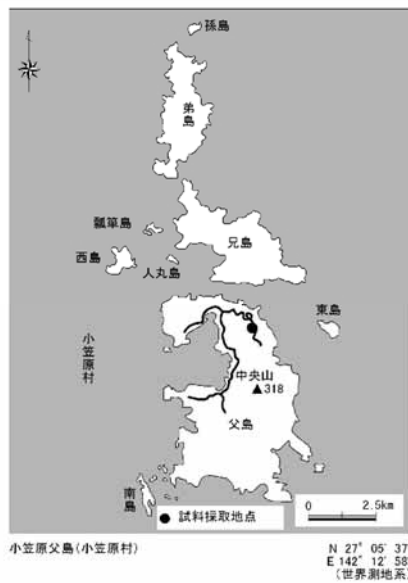 孫島
弟島
瓢箪島
兄島
西島
人丸島
東島
小笠原村
中央山
▲318
父島
南島
● 試料採取地点
0 2.5km
小笠原父島(小笠原村)
N 27° 05′ 37
E 142° 12′ 58
(世界測地系)